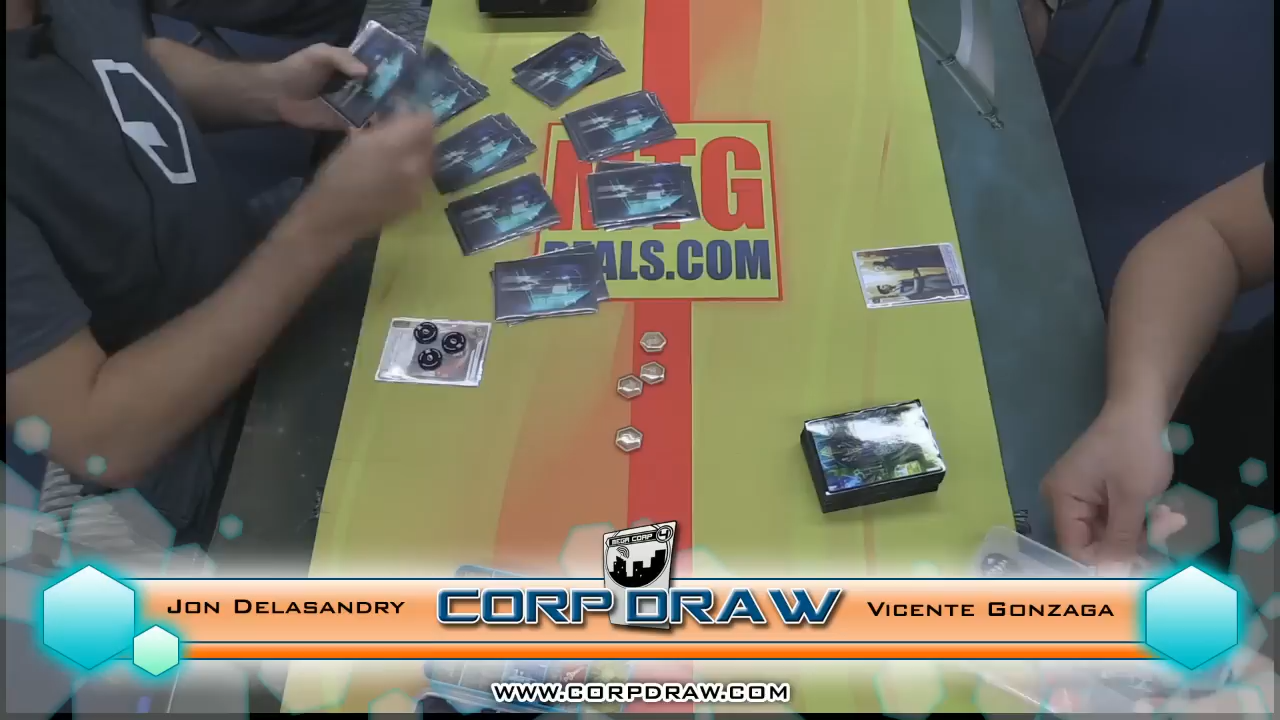 MTG
DEALS.COM
MEGA CORP
JON DELASANDRY
CORP DRAW
VICENTE GONZAGA
WWW.CORPDRAW.COM